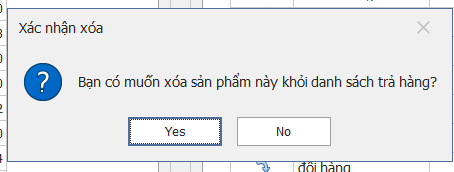 Xác nhận xóa
Bạn có muốn xóa sản phẩm này khỏi danh sách trả hàng?
Yes
No
đổi hàng